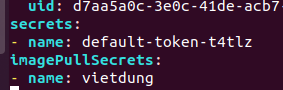 uid: d7aa5a0c-3e0c-41de-acb7-
secrets:
- name: default-token-t4tlz
imagePullSecrets:
- name: vietdung